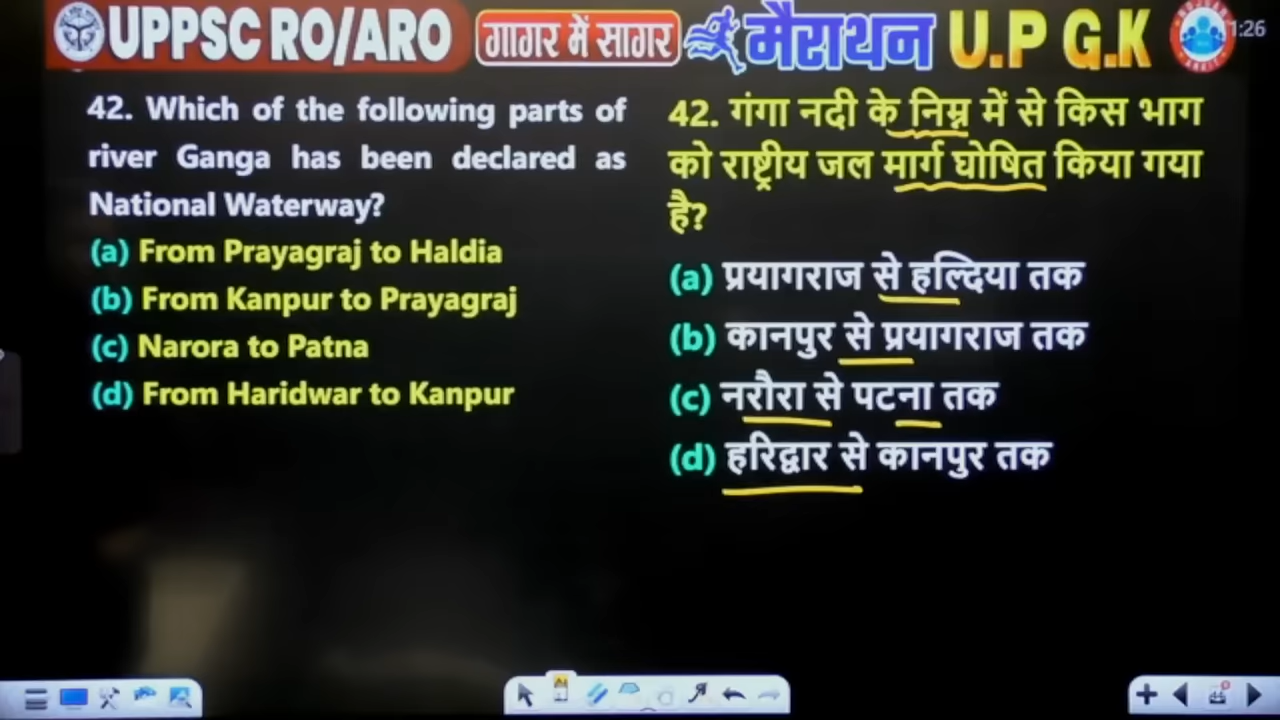 UPPSC RO/ARO गागर में सागर मैराथन U.P G.K
1:26
42. Which of the following parts of
river Ganga has been declared as
National Waterway?
(a) From Prayagraj to Haldia
(b) From Kanpur to Prayagraj
(c) Narora to Patna
(d) From Haridwar to Kanpur
42. गंगा नदी के निम्न में से किस भाग
को राष्ट्रीय जल मार्ग घोषित किया गया
है?
(a) प्रयागराज से हल्दिया तक
(b) कानपुर से प्रयागराज तक
(c) नरौरा से पटना तक
(d) हरिद्वार से कानपुर तक